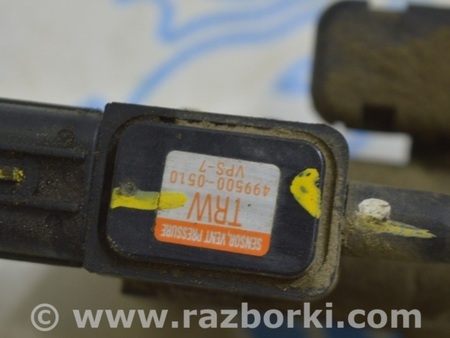 SENSOR, VENT PRESSURE
TRW
499500-0510
VPS-7
© www.razborki.com